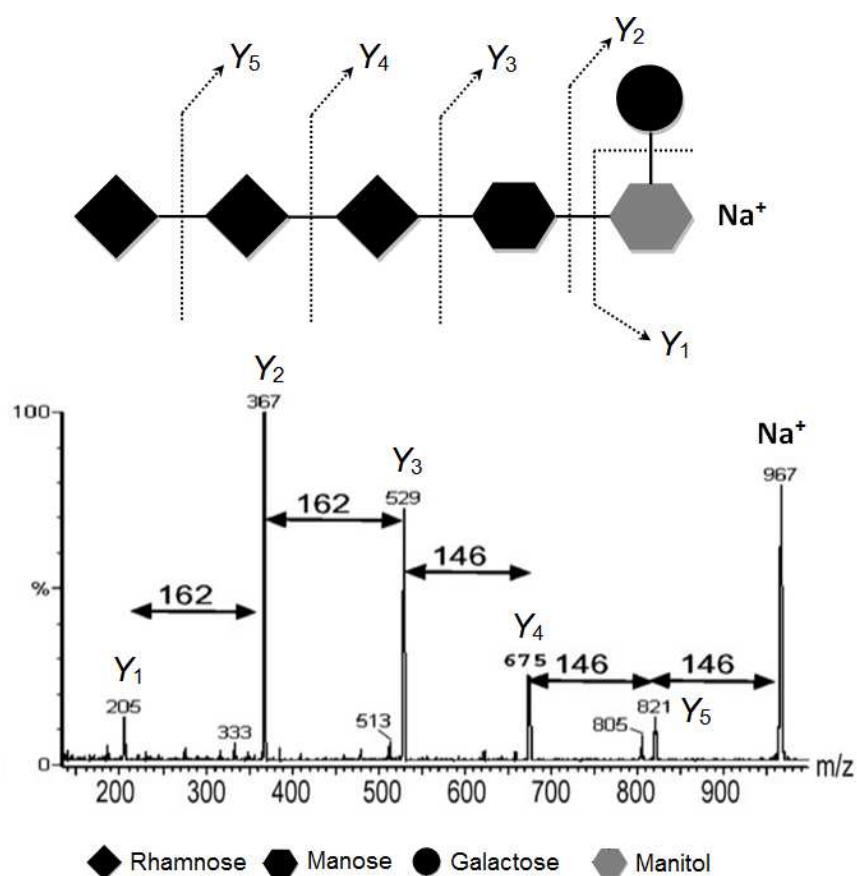 Y5
Y4
Y3
Y2
Na+
Y1
Y2
367
100
Na+
Y3
967
162
529
146
%
162
Y4
675
146
146
Y1
205
333
513
805
821
Y5
0
200 300 400 500 600 700 800 900 m/z
Rhamnose Manose Galactose Manitol